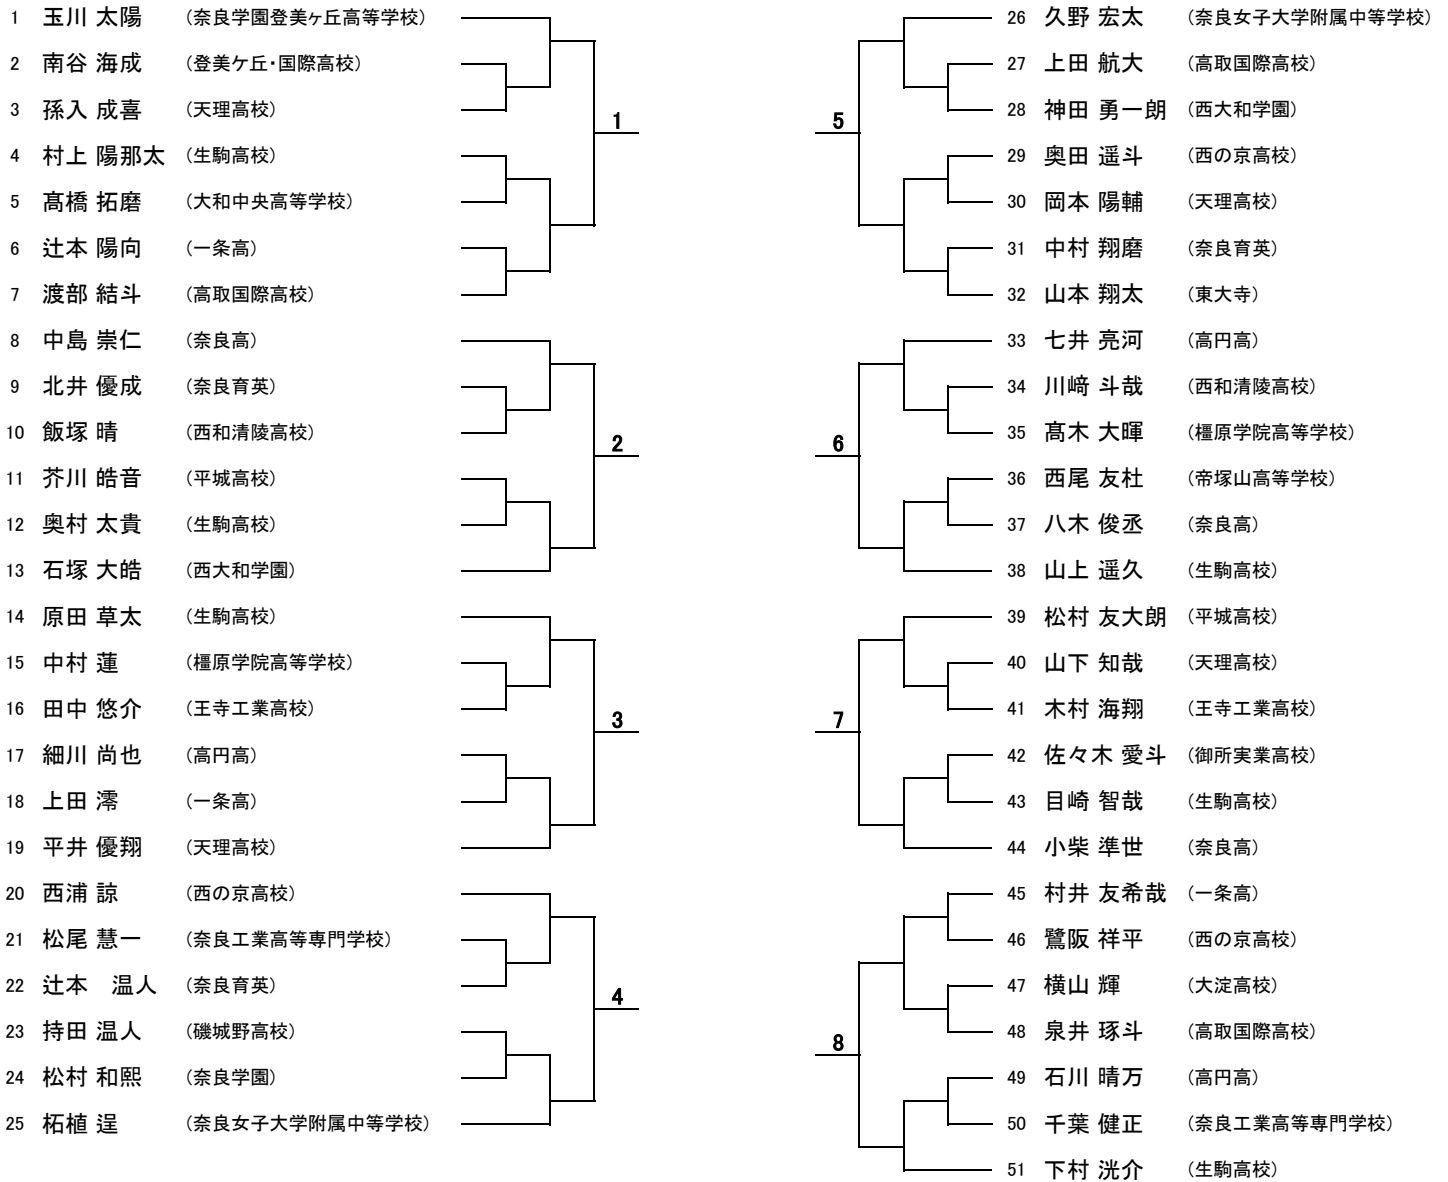 1 玉川 太陽 (奈良学園登美ヶ丘高等学校)
2 南谷 海成 (登美ケ丘・国際高校)
3 孫入 成喜 (天理高校)
4 村上 陽那太 (生駒高校)
5 髙橋 拓磨 (大和中央高等学校)
6 辻本 陽向 (一条高)
7 渡部 結斗 (高取国際高校)
8 中島 崇仁 (奈良高)
9 北井 優成 (奈良育英)
10 飯塚 晴 (西和清陵高校)
11 芥川 皓音 (平城高校)
12 奥村 太貴 (生駒高校)
13 石塚 大皓 (西大和学園)
14 原田 草太 (生駒高校)
15 中村 蓮 (橿原学院高等学校)
16 田中 悠介 (王寺工業高校)
17 細川 尚也 (高円高)
18 上田 澪 (一条高)
19 平井 優翔 (天理高校)
20 西浦 諒 (西の京高校)
21 松尾 慧一 (奈良工業高等専門学校)
22 辻本　温人 (奈良育英)
23 持田 温人 (磯城野高校)
24 松村 和熙 (奈良学園)
25 柘植 逞 (奈良女子大学附属中等学校)
1
2
3
4
5
6
7
8
26 久野 宏太 (奈良女子大学附属中等学校)
27 上田 航大 (高取国際高校)
28 神田 勇一朗 (西大和学園)
29 奥田 遥斗 (西の京高校)
30 岡本 陽輔 (天理高校)
31 中村 翔磨 (奈良育英)
32 山本 翔太 (東大寺)
33 七井 亮河 (高円高)
34 川﨑 斗哉 (西和清陵高校)
35 髙木 大暉 (橿原学院高等学校)
36 西尾 友杜 (帝塚山高等学校)
37 八木 俊丞 (奈良高)
38 山上 遥久 (生駒高校)
39 松村 友大朗 (平城高校)
40 山下 知哉 (天理高校)
41 木村 海翔 (王寺工業高校)
42 佐々木 愛斗 (御所実業高校)
43 目崎 智哉 (生駒高校)
44 小柴 準世 (奈良高)
45 村井 友希哉 (一条高)
46 鷺阪 祥平 (西の京高校)
47 横山 輝 (大淀高校)
48 泉井 琢斗 (高取国際高校)
49 石川 晴万 (高円高)
50 千葉 健正 (奈良工業高等専門学校)
51 下村 洸介 (生駒高校)